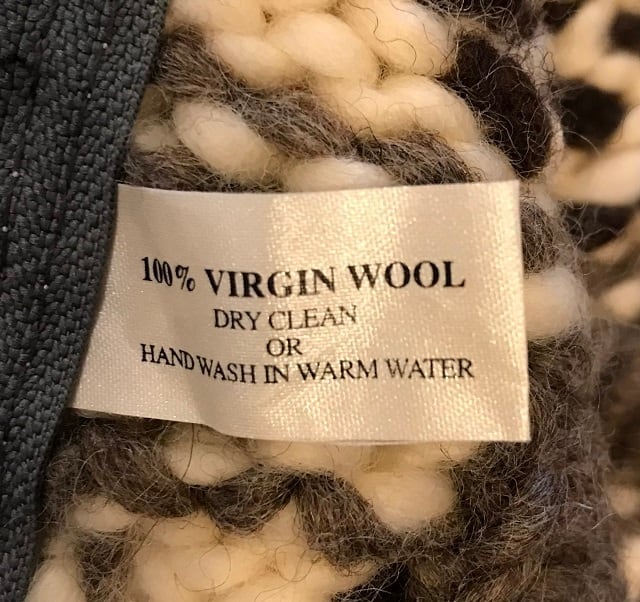 100% VIRGIN WOOL
DRY CLEAN
OR
HAND WASH IN WARM WATER